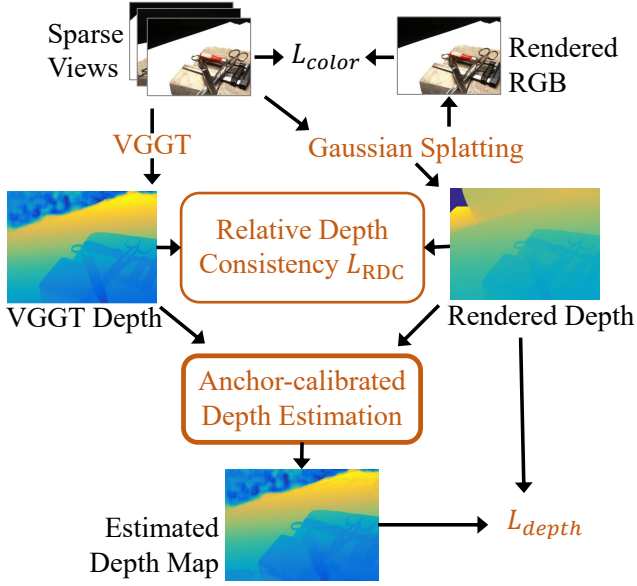 Sparse
Views
L_color
Rendered
RGB
VGGT
Gaussian Splatting
Relative Depth
Consistency L_RDC
VGGT Depth
Rendered Depth
Anchor-calibrated
Depth Estimation
Estimated
Depth Map
L_depth